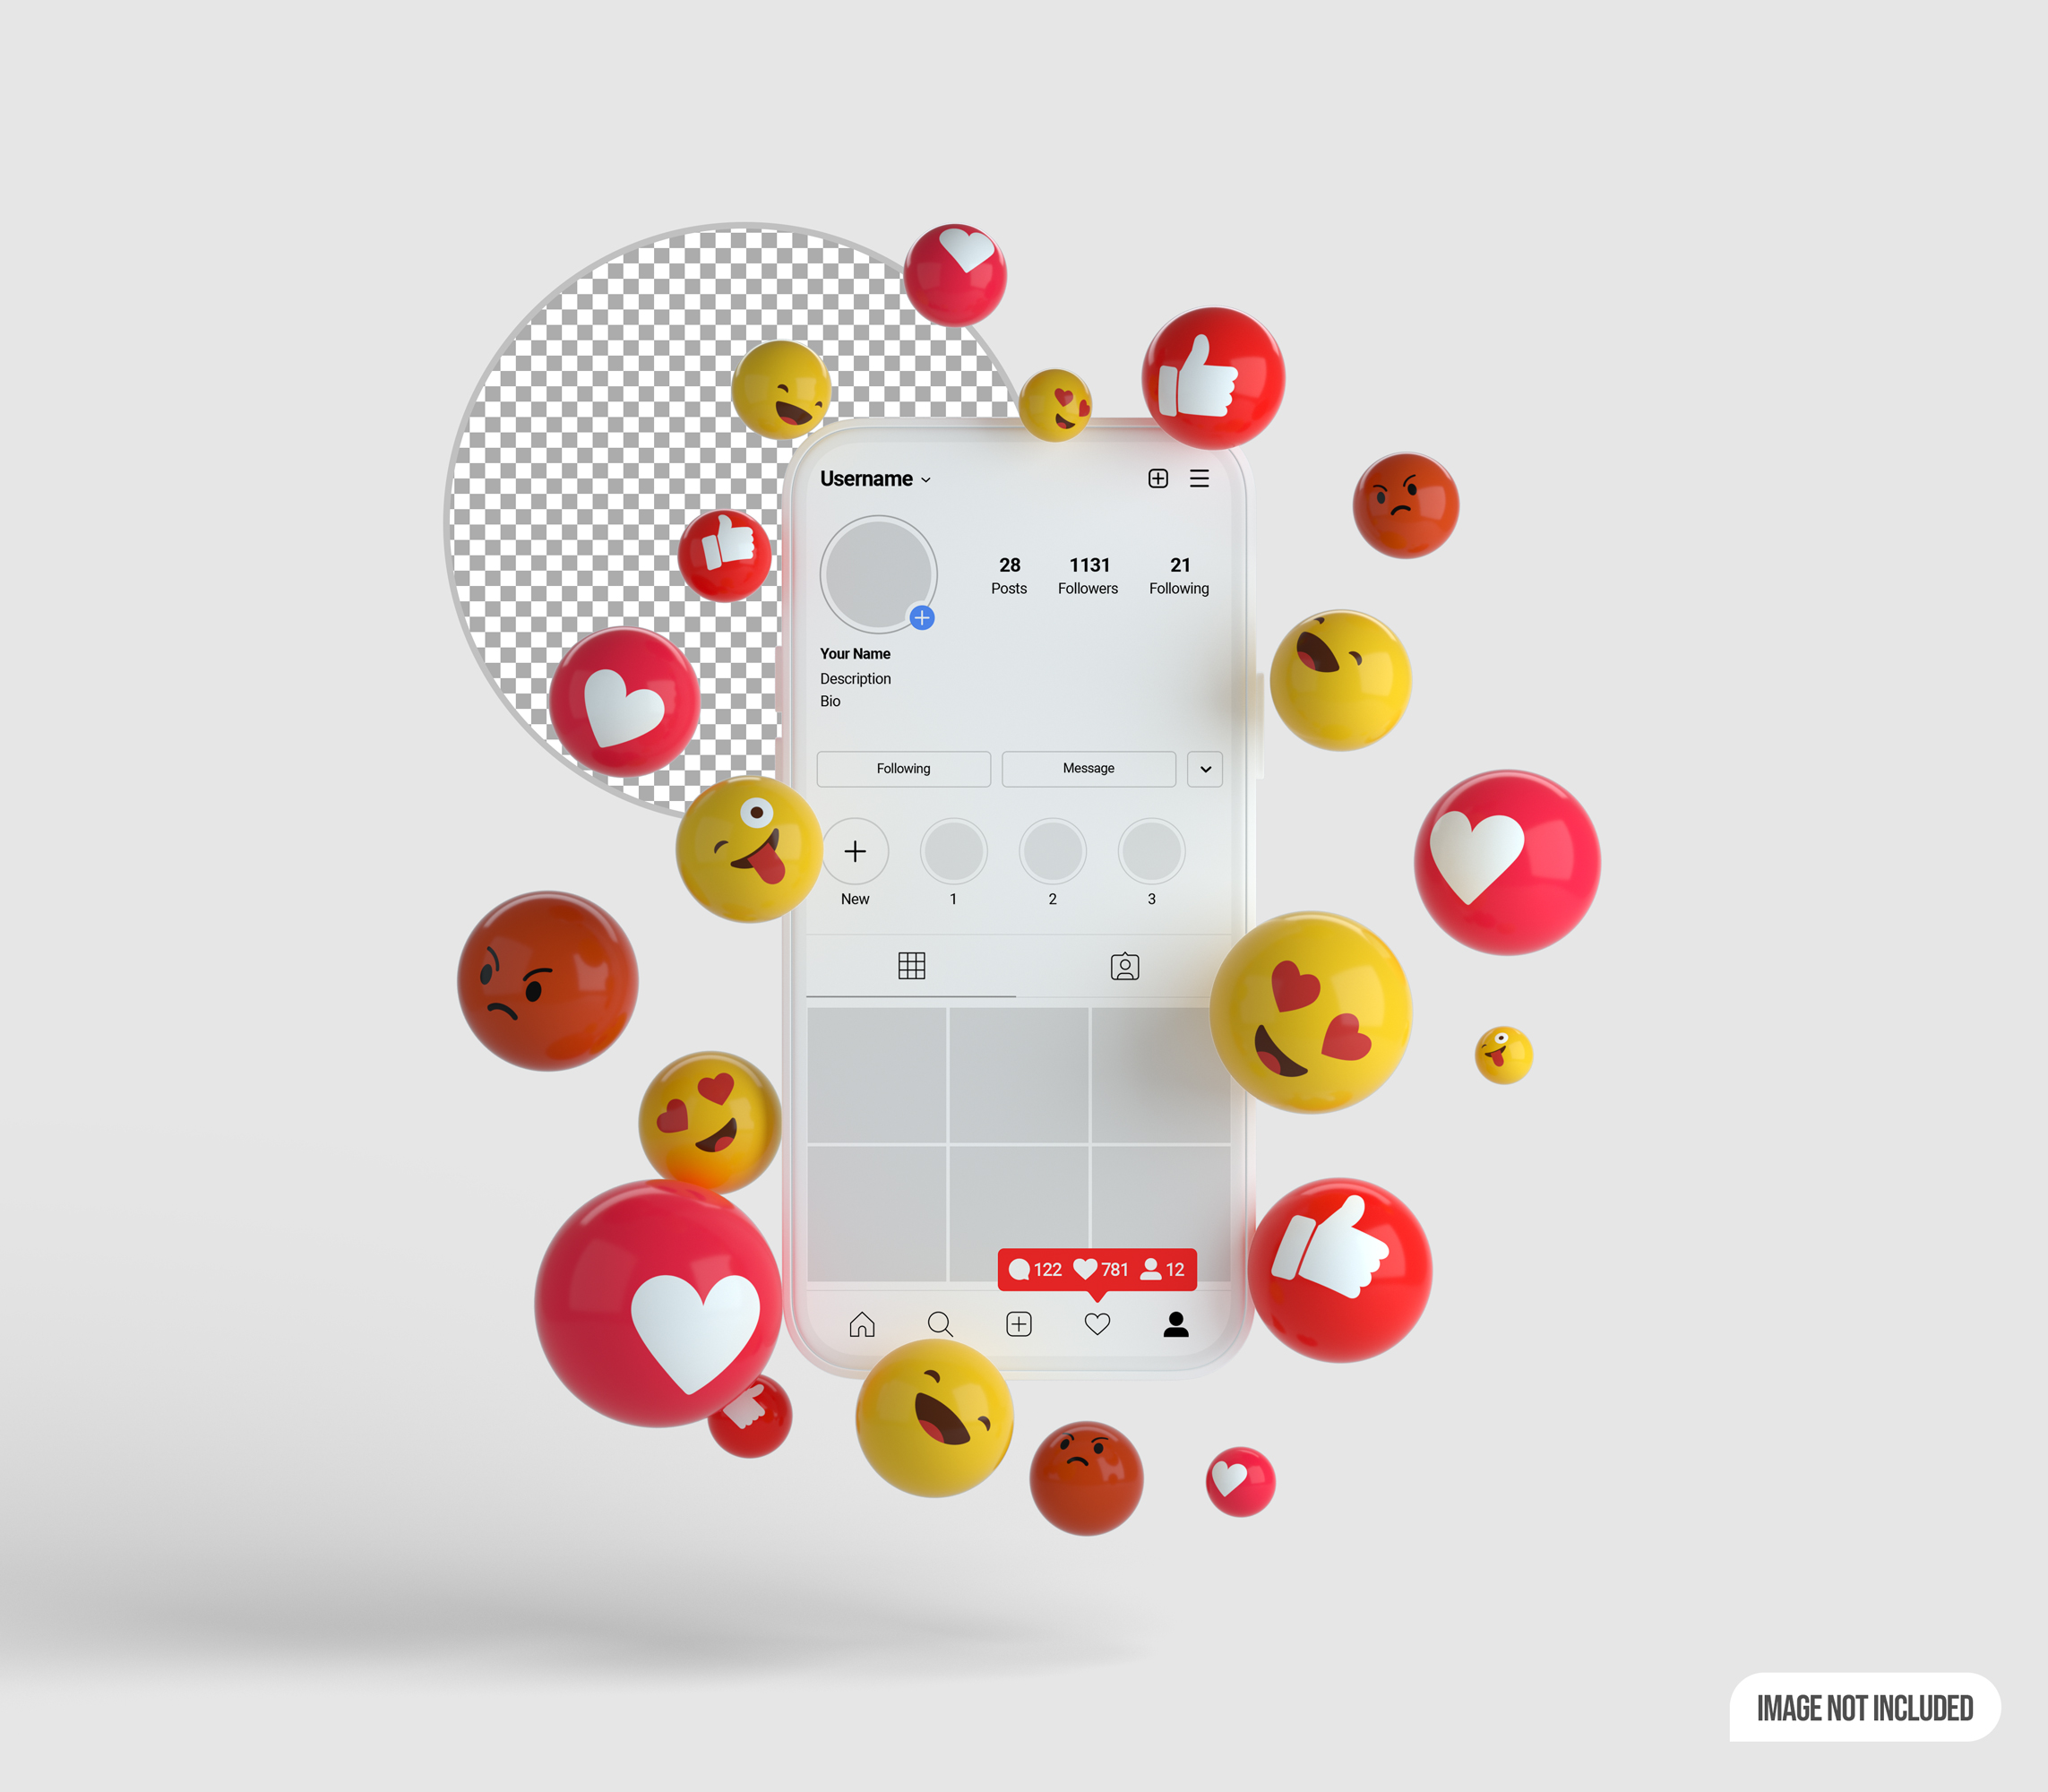 Username
28 1131 21
Posts Followers Following
Your Name
Description
Bio
Following Message
New 1 2 3
122 781 12
IMAGE NOT INCLUDED